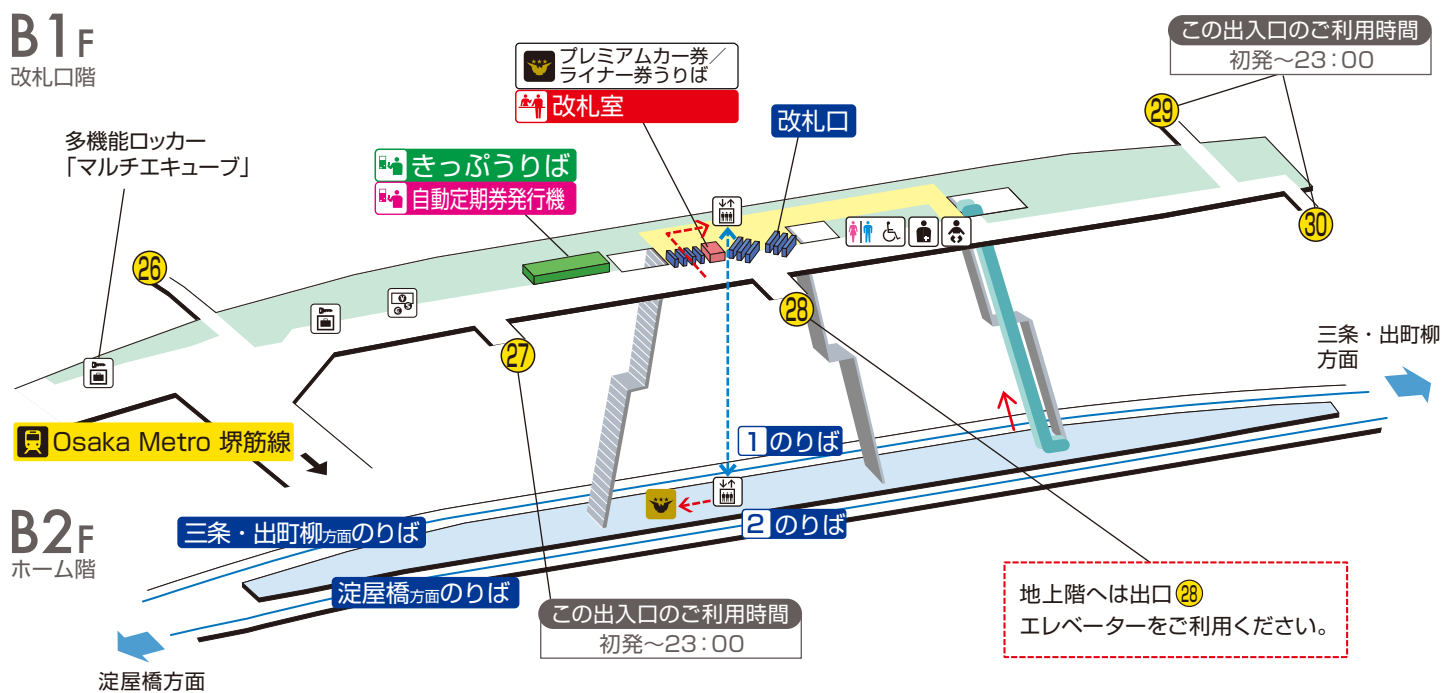 B1F
改札口階
この出入口のご利用時間
初発～23：00
プレミアムカー券／
ライナー券うりば
改札室
改札口
多機能ロッカー
「マルチエキューブ」
きっぷうりば
自動定期券発行機
29
30
26
28
27
三条・出町柳
方面
Osaka Metro 堺筋線
1 のりば
2 のりば
B2F
ホーム階
三条・出町柳方面のりば
淀屋橋方面のりば
地上階へは出口28
エレベーターをご利用ください。
この出入口のご利用時間
初発～23：00
淀屋橋方面